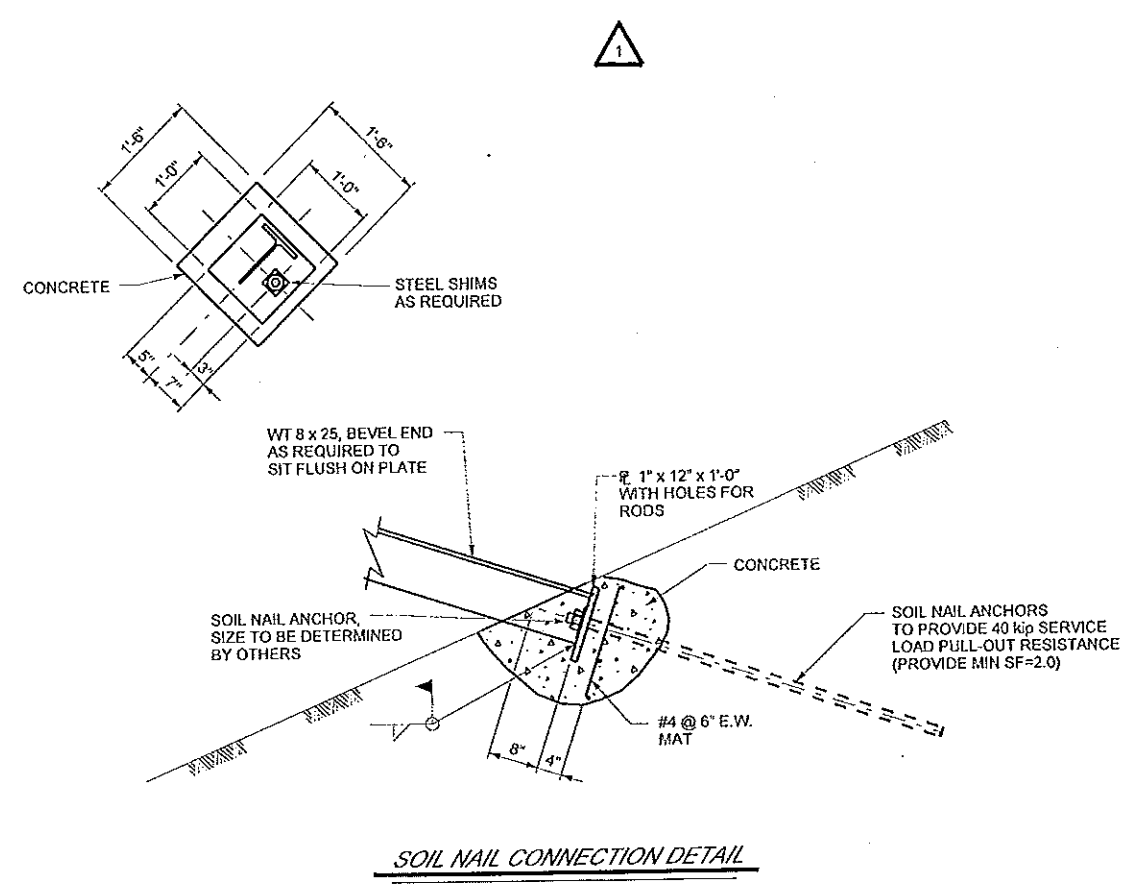 1
1'-6"
1'-6"
1'-0"
1'-0"
CONCRETE
STEEL SHIMS
AS REQUIRED
5"
7"
3"
WT 8 x 25, BEVEL END
AS REQUIRED TO
SIT FLUSH ON PLATE
℄ 1" x 12" x 1'-0"
WITH HOLES FOR
RODS
CONCRETE
SOIL NAIL ANCHOR,
SIZE TO BE DETERMINED
BY OTHERS
SOIL NAIL ANCHORS
TO PROVIDE 40 kip SERVICE
LOAD PULL-OUT RESISTANCE
(PROVIDE MIN SF=2.0)
#4 @ 6" E.W.
MAT
8"
4"
SOIL NAIL CONNECTION DETAIL